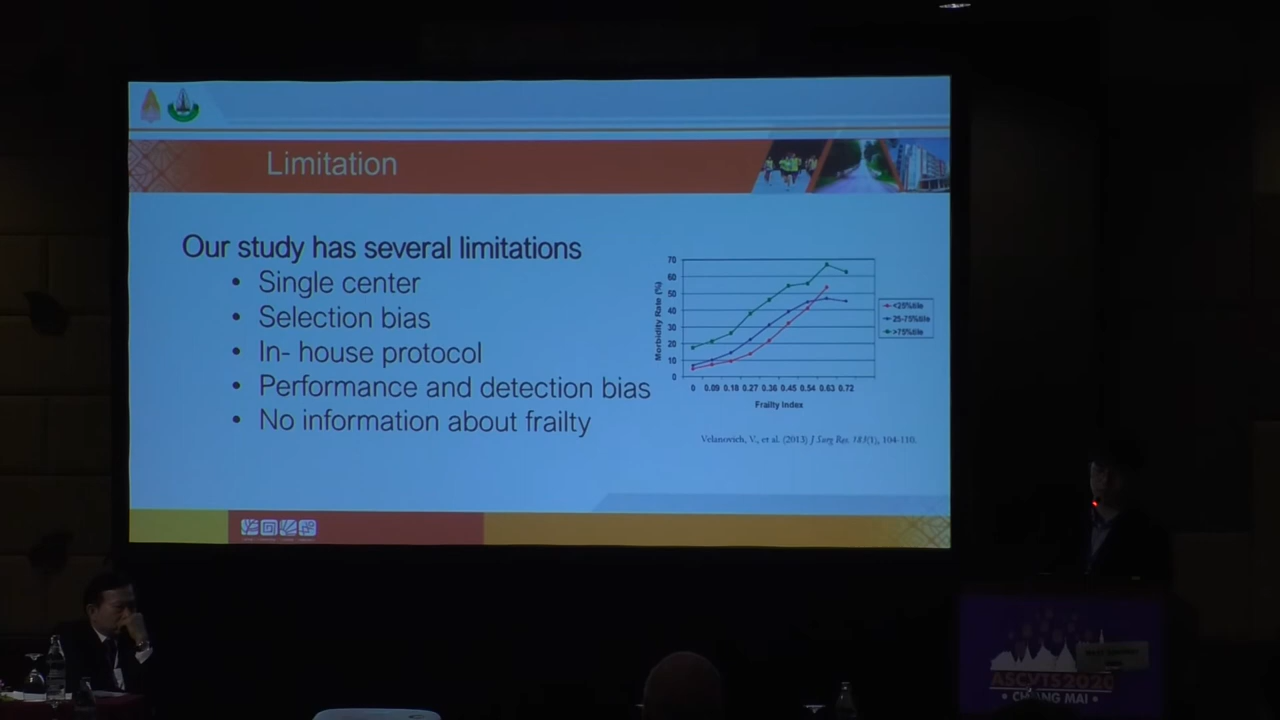 Limitation
Our study has several limitations
• Single center
• Selection bias
• In- house protocol
• Performance and detection bias
• No information about frailty
Morbidity Rate (%)
70
60
50
40
30
20
10
0
0 0.09 0.18 0.27 0.36 0.45 0.54 0.63 0.72
Frailty Index
<25%tile
25-75%tile
>75%tile
Velanovich, V., et al. (2013) J Surg Res. 183(1), 104-110.
ASCVTS 2020
• CHIANG MAI •